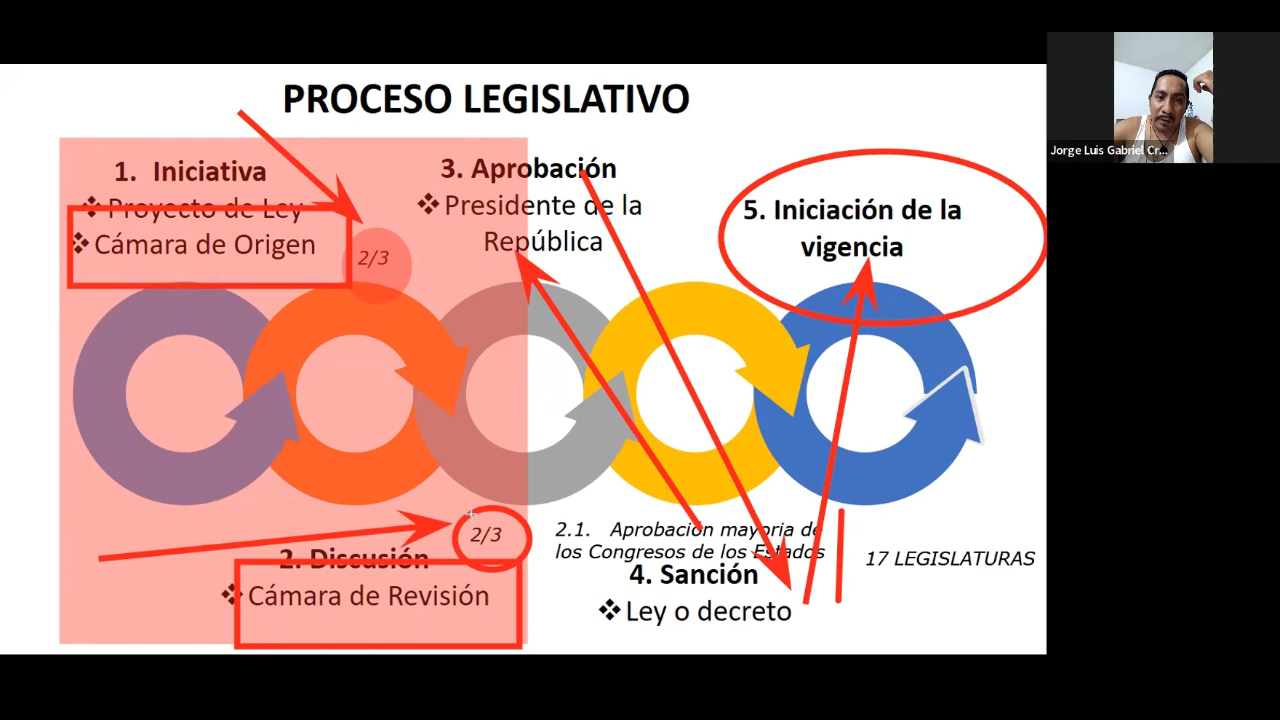 PROCESO LEGISLATIVO
1. Iniciativa
❖ Proyecto de Ley
❖ Cámara de Origen
2/3
3. Aprobación
❖ Presidente de la
República
5. Iniciación de la
vigencia
2/3
2. Discusión
❖ Cámara de Revisión
2.1. Aprobación mayoria de
los Congresos de los Estados
4. Sanción
❖ Ley o decreto
17 LEGISLATURAS
Jorge Luis Gabriel Cr...